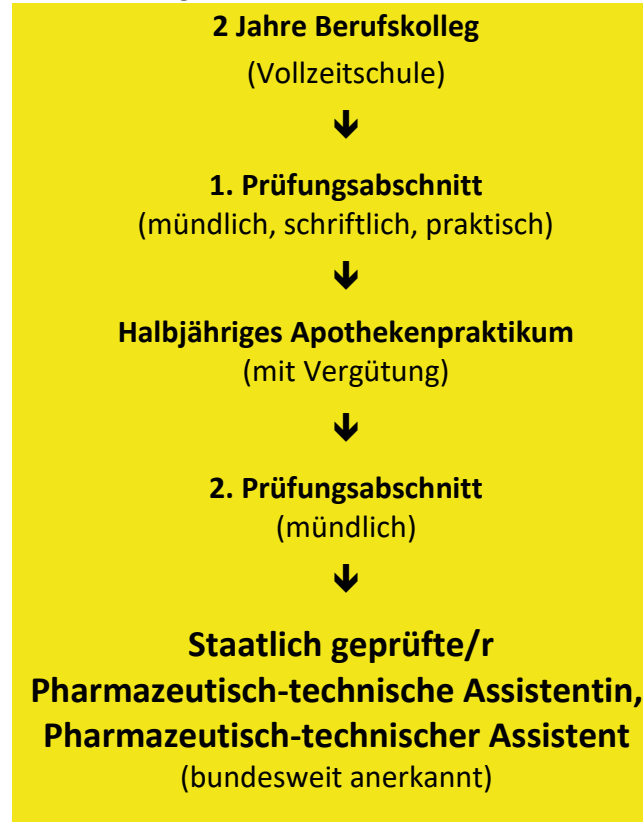 2 Jahre Berufskolleg
(Vollzeitschule)
↓
1. Prüfungsabschnitt
(mündlich, schriftlich, praktisch)
↓
Halbjähriges Apothekenpraktikum
(mit Vergütung)
↓
2. Prüfungsabschnitt
(mündlich)
↓
Staatlich geprüfte/r
Pharmazeutisch-technische Assistentin,
Pharmazeutisch-technischer Assistent
(bundesweit anerkannt)